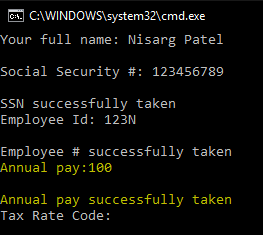 C:\WINDOWS\system32\cmd.exe
Your full name: Nisarg Patel
Social Security #: 123456789
SSN successfully taken
Employee Id: 123N
Employee # successfully taken
Annual pay:100
Annual pay successfully taken
Tax Rate Code: